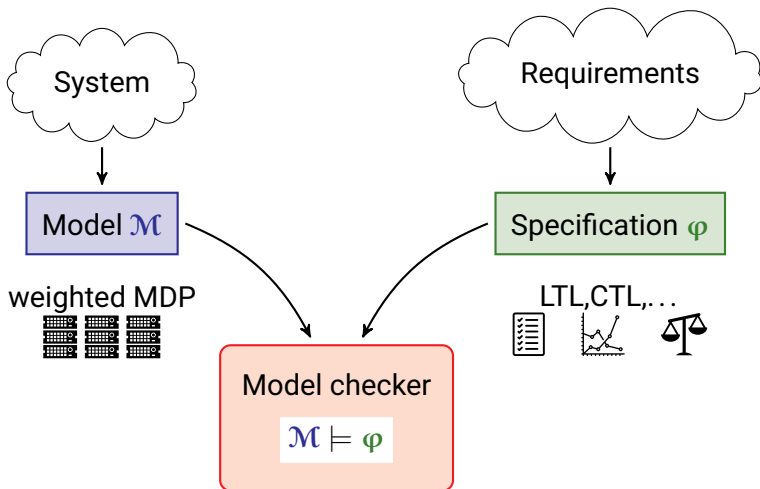 System
Requirements
Model ℳ
Specification φ
weighted MDP
LTL,CTL,...
Model checker
ℳ ⊨ φ